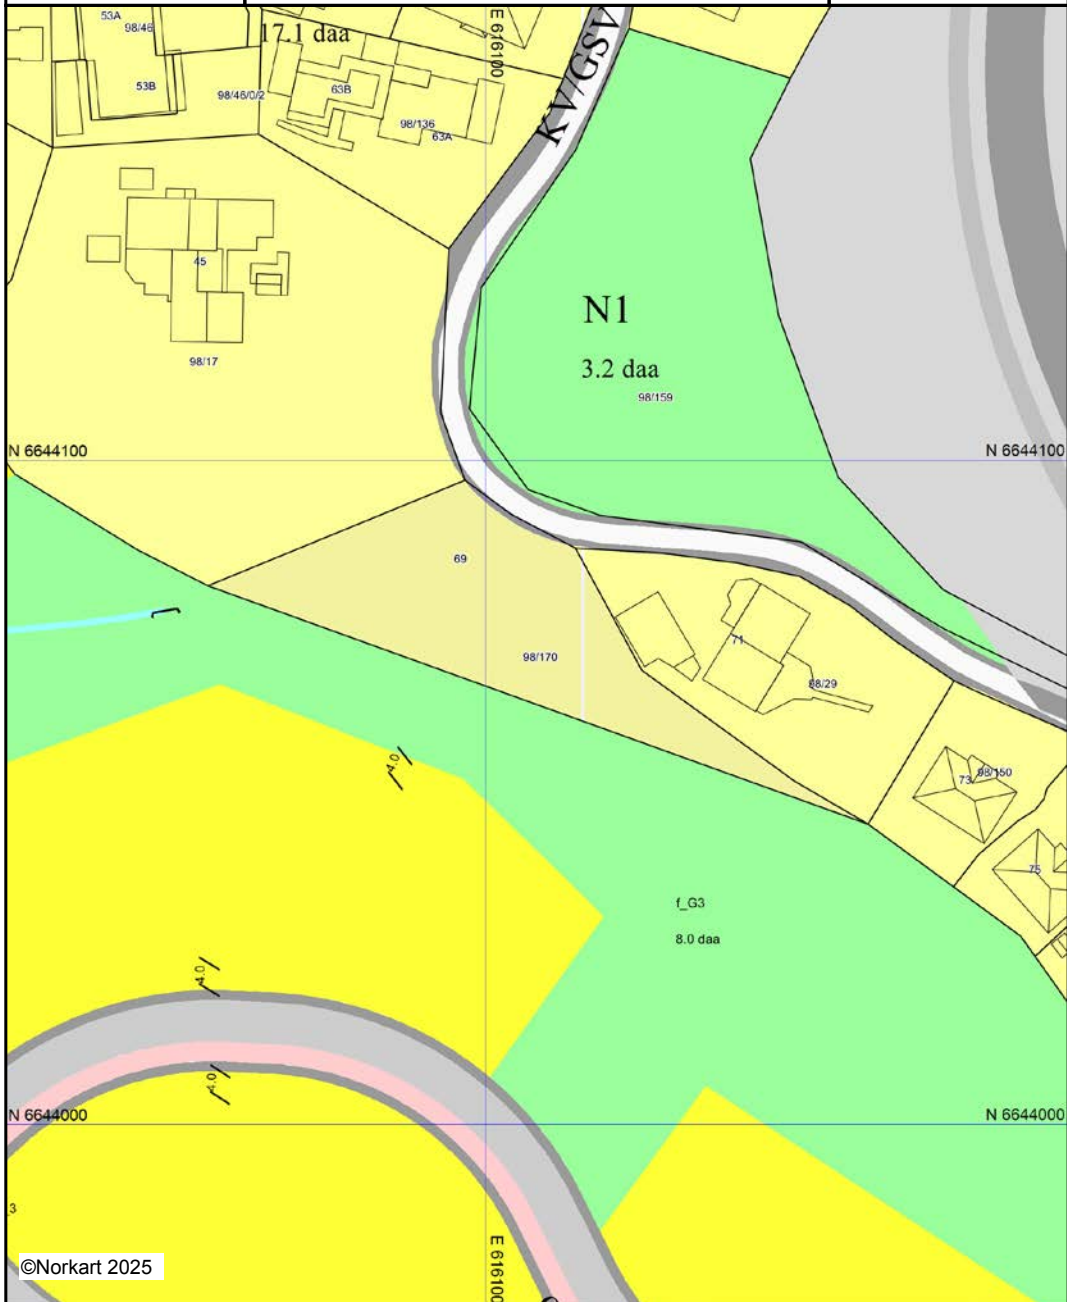 53A
98/46
17.1 daa
E 616100
KV/GSV
53B
98/46/0/2
63B
98/136
63A
45
98/17
N1
3.2 daa
98/159
N 6644100
N 6644100
69
98/170
71
98/29
73
98/150
75
4.0
f_G3
8.0 daa
4.0
4.0
N 6644000
N 6644000
3
E 616100
©Norkart 2025